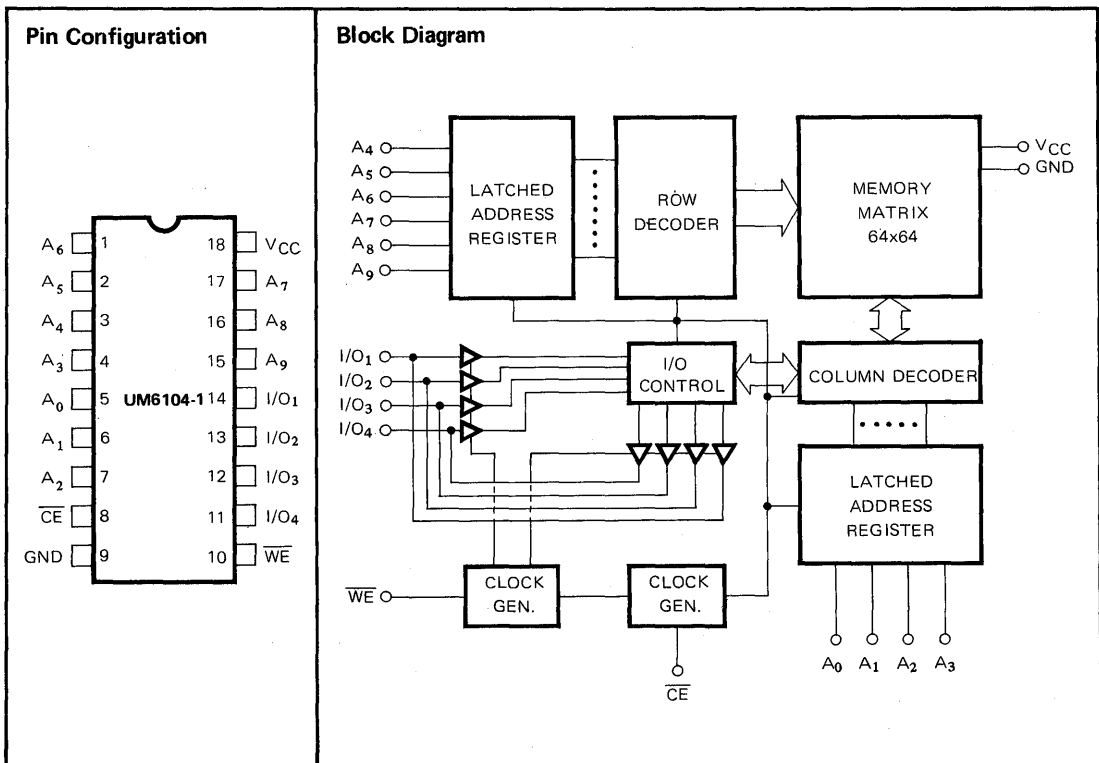 Pin Configuration
A6 1
A5 2
A4 3
A3 4
A0 5
A1 6
A2 7
CE 8
GND 9
UM6104-1
18 VCC
17 A7
16 A8
15 A9
14 I/O1
13 I/O2
12 I/O3
11 I/O4
10 WE
Block Diagram
A4
A5
A6
A7
A8
A9
LATCHED
ADDRESS
REGISTER
ROW
DECODER
MEMORY
MATRIX
64x64
VCC
GND
I/O1
I/O2
I/O3
I/O4
I/O
CONTROL
COLUMN DECODER
LATCHED
ADDRESS
REGISTER
WE
CLOCK
GEN.
CLOCK
GEN.
CE
A0 A1 A2 A3